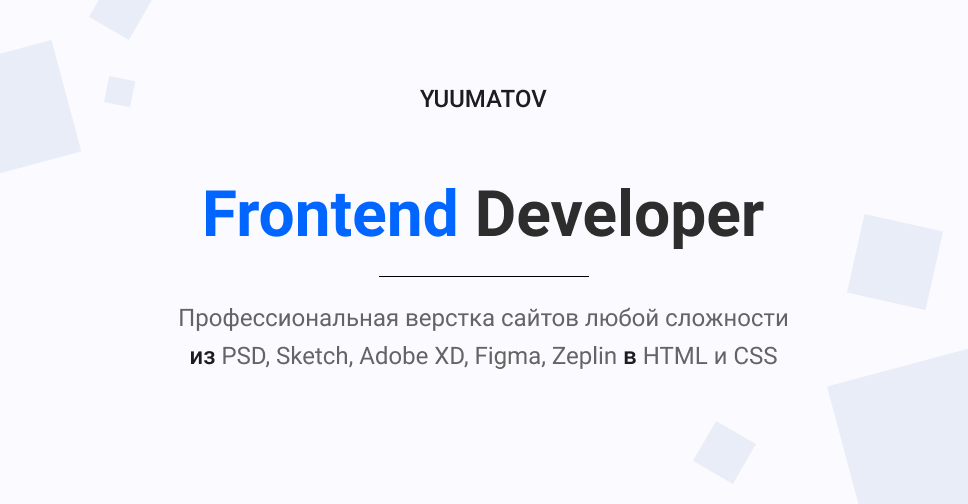 YUUMATOV
Frontend Developer
Профессиональная верстка сайтов любой сложности
из PSD, Sketch, Adobe XD, Figma, Zeplin в HTML и CSS